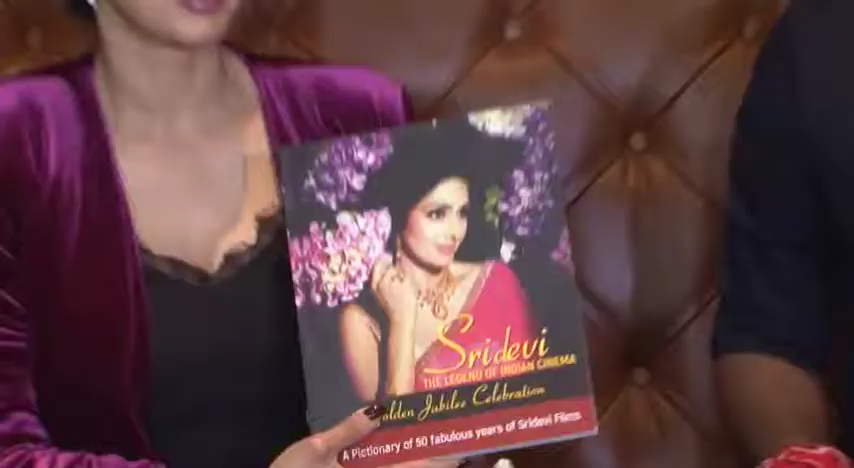 Sridevi
THE LEGEND OF INDIAN CINEMA
Golden Jubilee Celebration
A Pictionary of 50 fabulous years of Sridevi Films